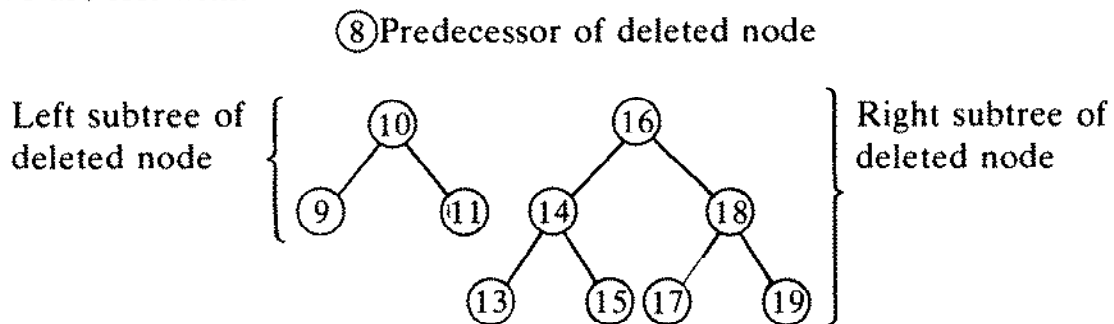 8 Predecessor of deleted node
Left subtree of
deleted node
Right subtree of
deleted node
10
16
9
11
14
18
13
15
17
19